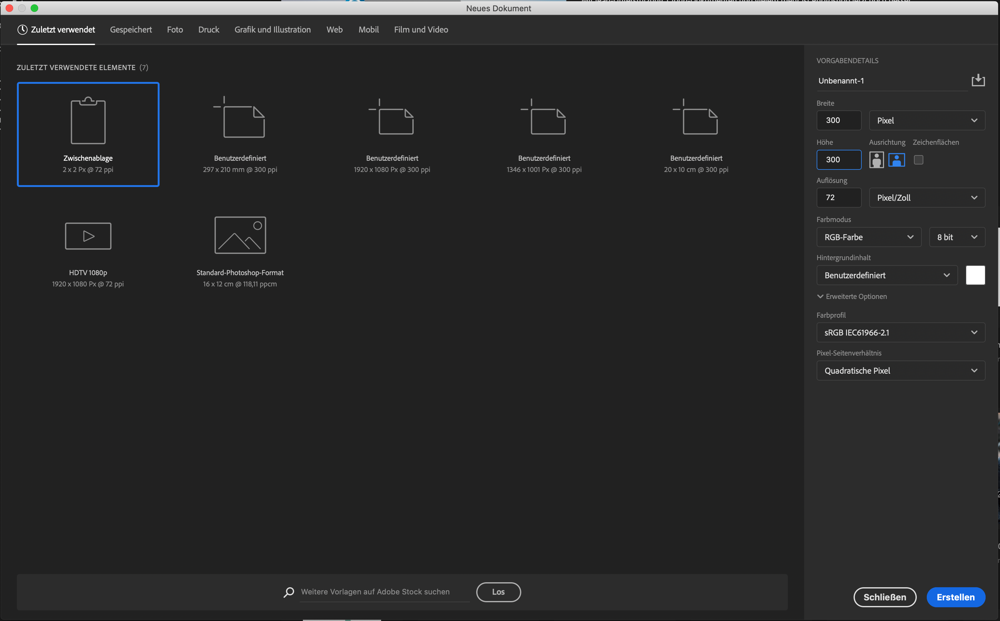 Neues Dokument
Zuletzt verwendet Gespeichert Foto Druck Grafik und Illustration Web Mobil Film und Video
ZULETZT VERWENDETE ELEMENTE (7)
Zwischenablage
2 x 2 Px @ 72 ppi
Benutzerdefiniert
297 x 210 mm @ 300 ppi
Benutzerdefiniert
1920 x 1080 Px @ 300 ppi
Benutzerdefiniert
1346 x 1001 Px @ 300 ppi
Benutzerdefiniert
20 x 10 cm @ 300 ppi
HDTV 1080p
1920 x 1080 Px @ 72 ppi
Standard-Photoshop-Format
16 x 12 cm @ 118,11 ppcm
Weitere Vorlagen auf Adobe Stock suchen
Los
VORGABENDETAILS
Unbenannt-1
Breite
300 Pixel
Höhe Ausrichtung Zeichenflächen
300
Auflösung
72 Pixel/Zoll
Farbmodus
RGB-Farbe 8 bit
Hintergrundinhalt
Benutzerdefiniert
Erweiterte Optionen
Farbprofil
sRGB IEC61966-2.1
Pixel-Seitenverhältnis
Quadratische Pixel
Schließen Erstellen